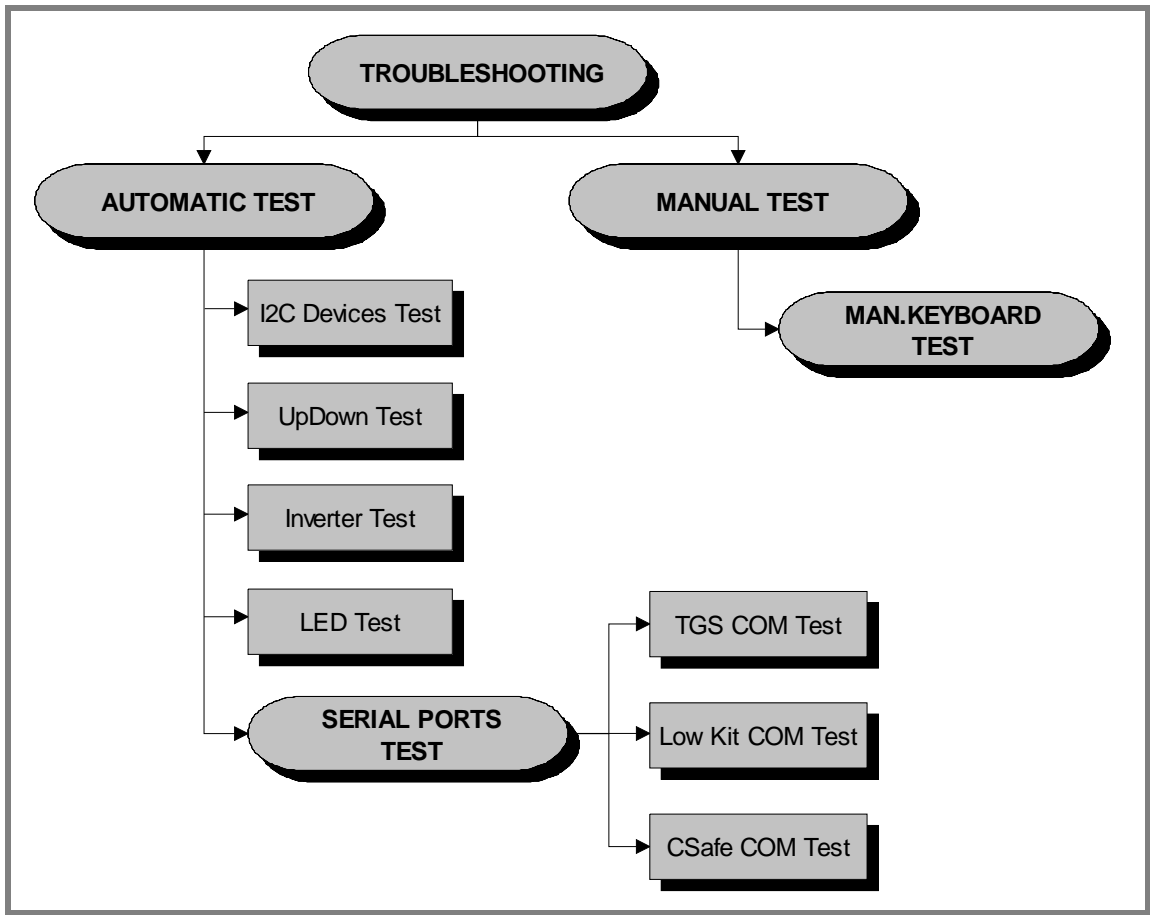 TROUBLESHOOTING
AUTOMATIC TEST
MANUAL TEST
I2C Devices Test
MAN.KEYBOARD
TEST
UpDown Test
Inverter Test
LED Test
TGS COM Test
SERIAL PORTS
TEST
Low Kit COM Test
CSafe COM Test